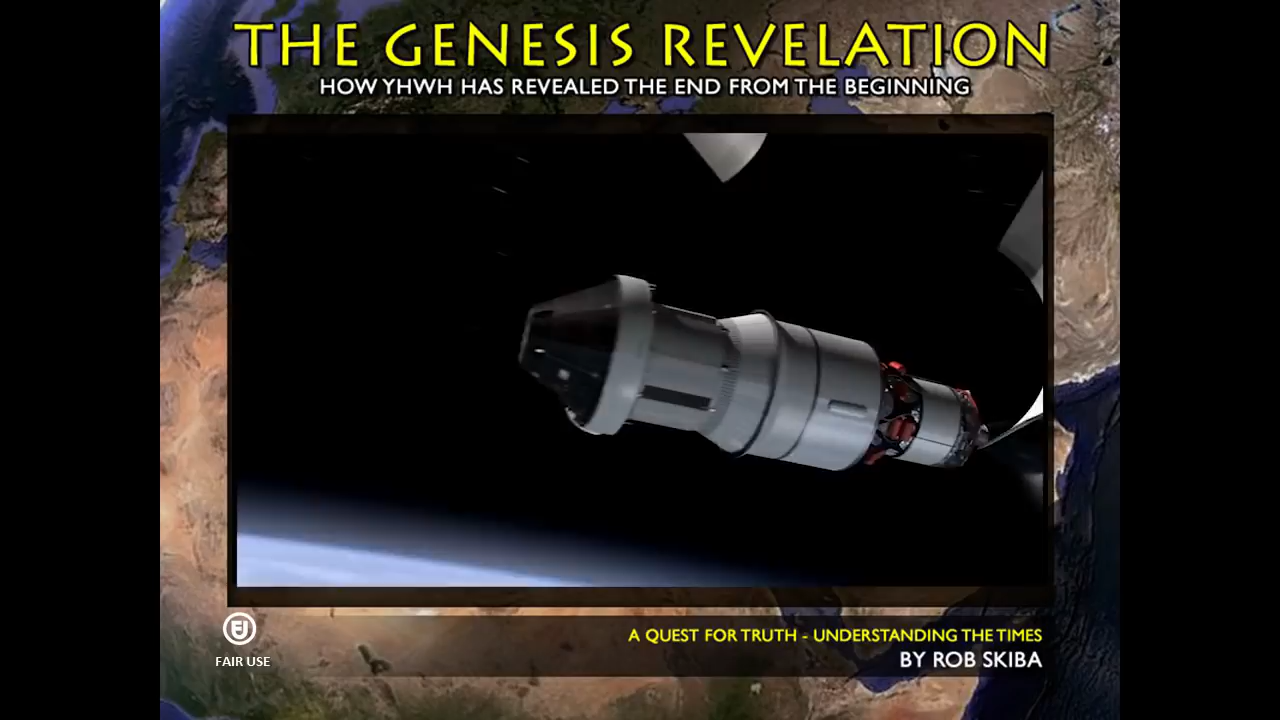 THE GENESIS REVELATION
HOW YHWH HAS REVEALED THE END FROM THE BEGINNING
FAIR USE
A QUEST FOR TRUTH - UNDERSTANDING THE TIMES
BY ROB SKIBA